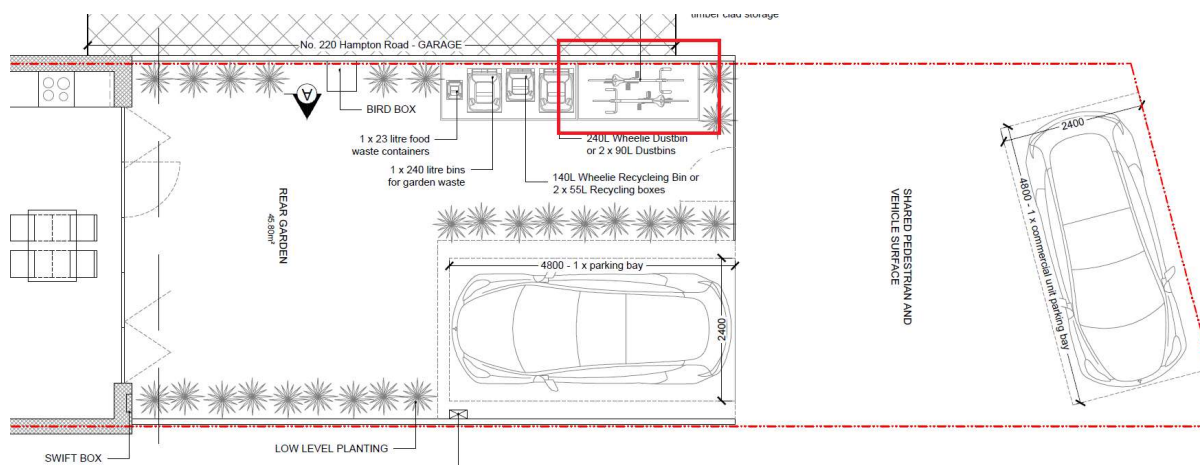 timber clad storage
No. 220 Hampton Road - GARAGE
A
BIRD BOX
1 x 23 litre food
waste containers
1 x 240 litre bins
for garden waste
240L Wheelie Dustbin
or 2 x 90L Dustbins
140L Wheelie Recycleing Bin or
2 x 55L Recycling boxes
REAR GARDEN
45.80m²
4800 - 1 x parking bay
2400
SHARED PEDESTRIAN AND
VEHICLE SURFACE
2400
4800 - 1 x commercial unit parking bay
LOW LEVEL PLANTING
SWIFT BOX